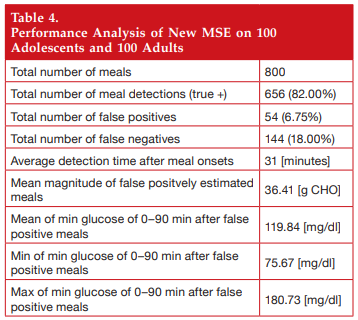 Table 4.
Performance Analysis of New MSE on 100
Adolescents and 100 Adults
Total number of meals 800
Total number of meal detections (true +) 656 (82.00%)
Total number of false positives 54 (6.75%)
Total number of false negatives 144 (18.00%)
Average detection time after meal onsets 31 [minutes]
Mean magnitude of false positvely estimated
meals 36.41 [g CHO]
Mean of min glucose of 0–90 min after false
positive meals 119.84 [mg/dl]
Min of min glucose of 0–90 min after false
positive meals 75.67 [mg/dl]
Max of min glucose of 0–90 min after false
positive meals 180.73 [mg/dl]